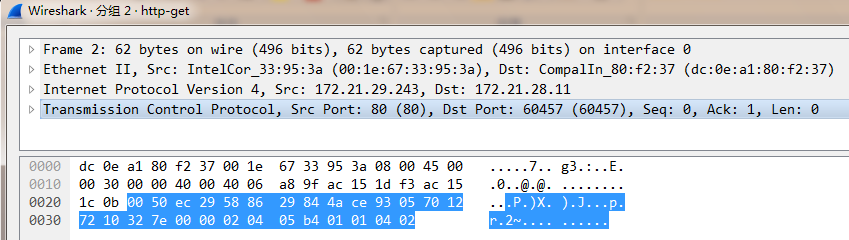 Wireshark · 分组 2 · http-get
Frame 2: 62 bytes on wire (496 bits), 62 bytes captured (496 bits) on interface 0
Ethernet II, Src: IntelCor_33:95:3a (00:1e:67:33:95:3a), Dst: CompalIn_80:f2:37 (dc:0e:a1:80:f2:37)
Internet Protocol Version 4, Src: 172.21.29.243, Dst: 172.21.28.11
Transmission Control Protocol, Src Port: 80 (80), Dst Port: 60457 (60457), Seq: 0, Ack: 1, Len: 0
0000 dc 0e a1 80 f2 37 00 1e 67 33 95 3a 08 00 45 00 .....7.. g3.:..E.
0010 00 30 00 00 40 00 40 06 a8 9f ac 15 1d f3 ac 15 .0..@.@. ........
0020 1c 0b 00 50 ec 29 58 86 29 84 4a ce 93 05 70 12 ...P.)X. ).J...p.
0030 72 10 32 7e 00 00 02 04 05 b4 01 01 04 02 r.2~.... ......